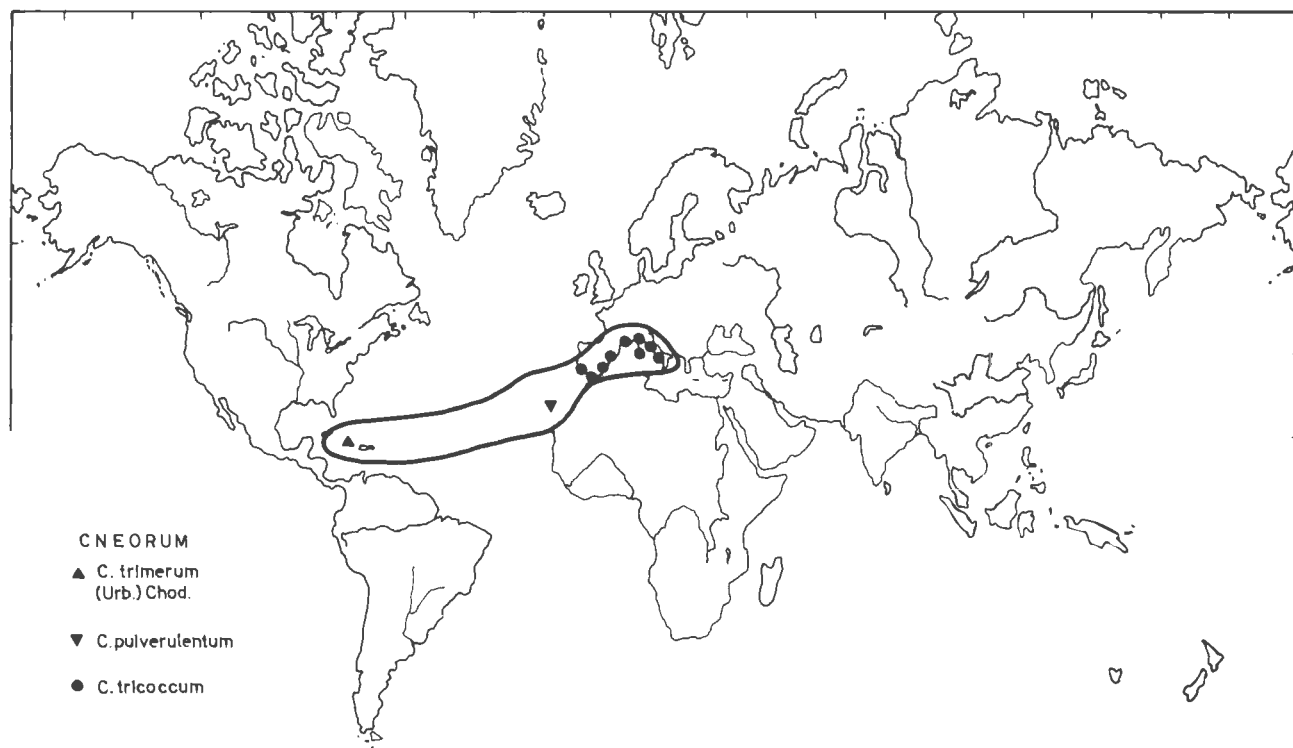 CNEORUM
▲ C. trimerum
(Urb.) Chod.
▼ C. pulverulentum
● C. tricoccum